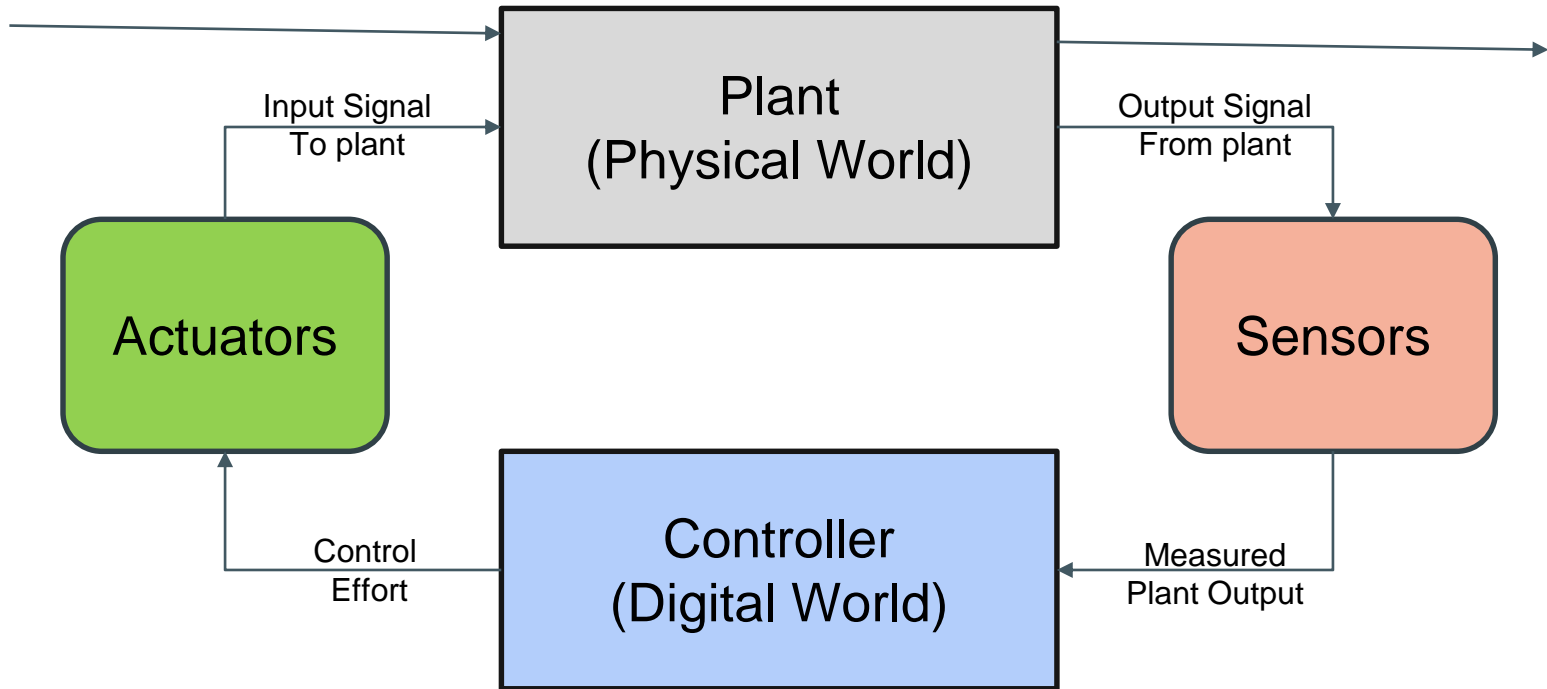 Plant
(Physical World)
Input Signal
To plant
Output Signal
From plant
Actuators
Sensors
Controller
(Digital World)
Control
Effort
Measured
Plant Output